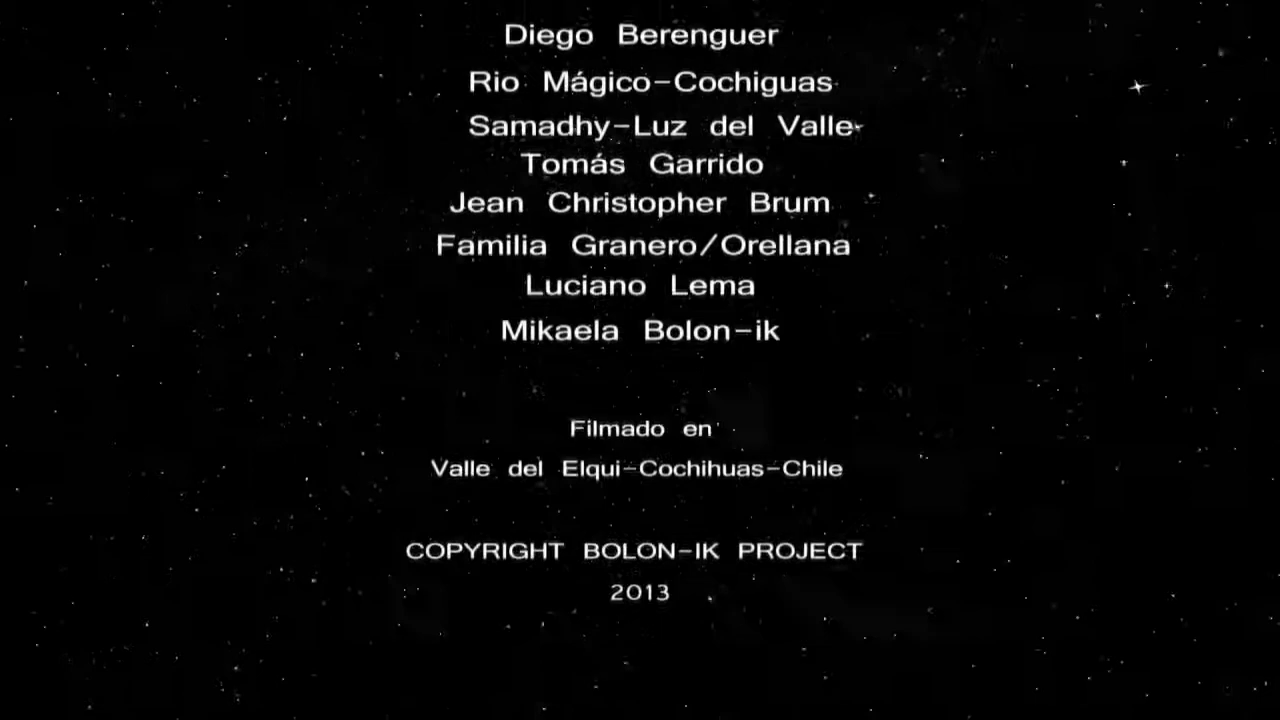 Diego Berenguer
Rio Mágico-Cochiguas
Samadhy-Luz del Valle
Tomás Garrido
Jean Christopher Brum
Familia Granero/Orellana
Luciano Lema
Mikaela Bolon-ik
Filmado en
Valle del Elqui-Cochihuas-Chile
COPYRIGHT BOLON-IK PROJECT
2013